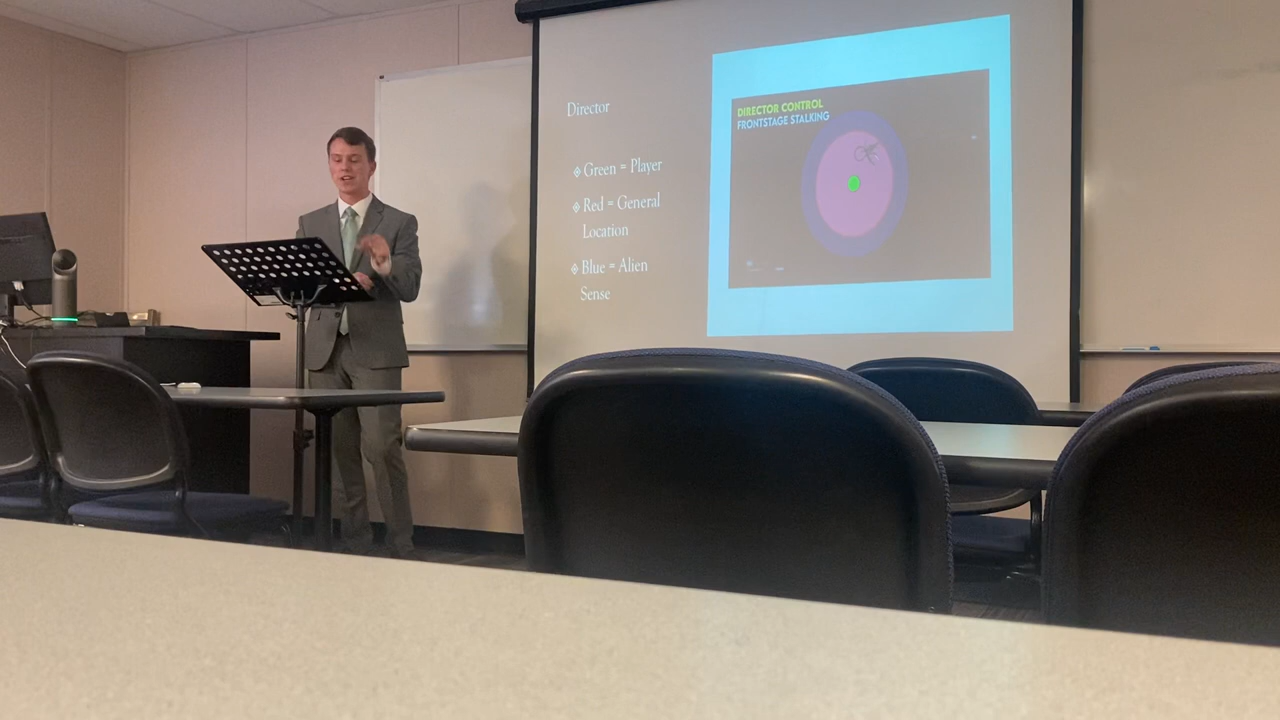 Director
◈ Green = Player
◈ Red = General
Location
◈ Blue = Alien
Sense
DIRECTOR CONTROL
FRONTSTAGE STALKING